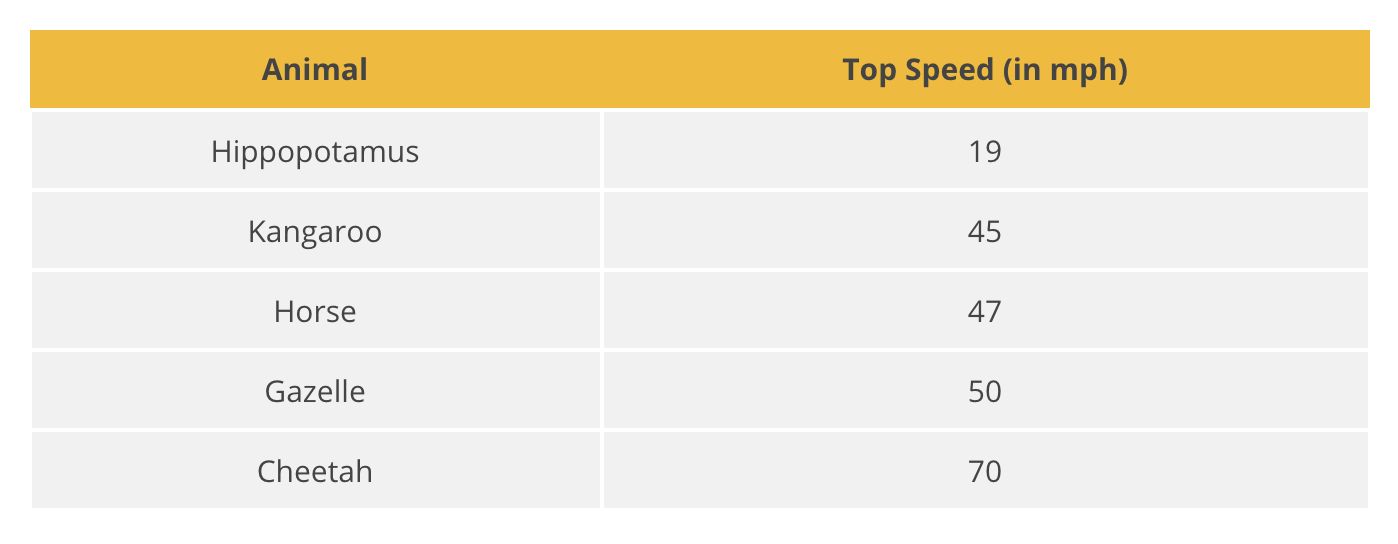 Animal Top Speed (in mph)
Hippopotamus 19
Kangaroo 45
Horse 47
Gazelle 50
Cheetah 70